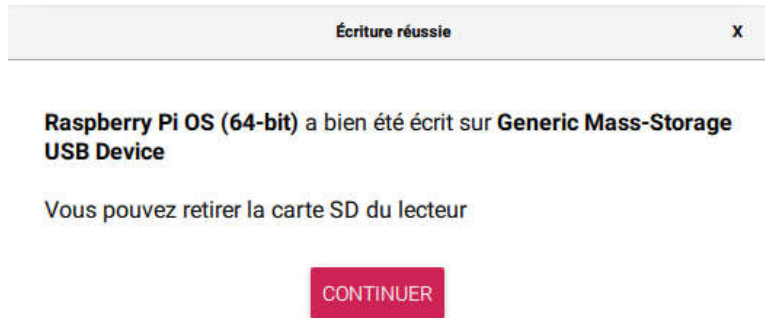 Écriture réussie X
Raspberry Pi OS (64-bit) a bien été écrit sur Generic Mass-Storage
USB Device
Vous pouvez retirer la carte SD du lecteur
CONTINUER